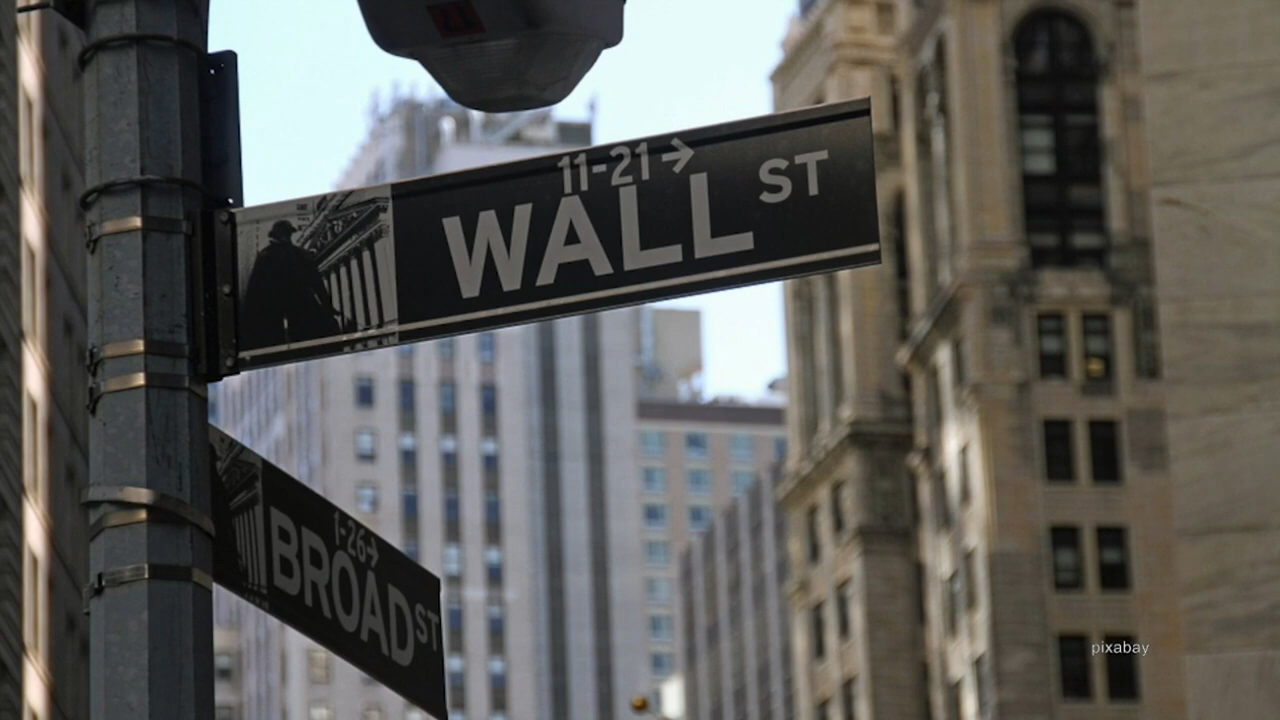 11-21→
WALL ST
1-26→
BROAD ST
pixabay